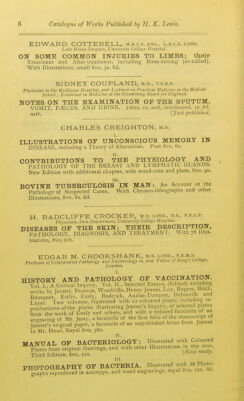 6 Catalogue of Works Published by H. K. Lewis.
EDWARD COTTERELL, M.R.C.S. ENG., L.R.C.P. LOND.
Late House Surgeon, University College Hospital.
ON SOME COMMON INJURIES TO LIMBS; their
Treatment and After-treatment, including Bone-setting (so-called).
With Illustrations, small 8vo, 3s. 6d.
SIDNEY COUPLAND, M.D., F.R.C.P.
Physician to the Middlesex Hospital, and Lecturer on Practical Medicine in the Medical
School; Examiner in Medicine at the Examining Board for England.
NOTES ON THE EXAMINATION OF THE SPUTUM,
VOMIT, FÆCES, AND URINE. 12mo, 1s. nett, interleaved, 1s. 6d.
nett. [Just published.
CHARLES CREIGHTON, M.D.
I.
ILLUSTRATIONS OF UNCONSCIOUS MEMORY IN
DISEASE, including a Theory of Alteratives. Post 8vo, 6s.
II.
CONTRIBUTIONS TO THE PHYSIOLOGY AND
PATHOLOGY OF THE BREAST AND LYMPHATIC GLANDS.
New Edition with additional chapter, with wood-cuts and plate, 8vo, 9s.
III.
BOVINE TUBERCULOSIS IN MAN: An Account of the
Pathology of Suspected Cases. With Chromo-lithographs and other
Illustrations, 8vo, 8s. 6d.
H. RADCLIFFE CROCKER, M.D. LOND., B.S., F.R.C.P.
Physician, Skin Department, University College Hospital.
DISEASES OF THE SKIN; THEIR DESCRIPTION,
PATHOLOGY, DIAGNOSIS, AND TREATMENT. With 76 Illus-
trations, 8vo, 21s.
EDGAR M. CROOKSHANK, M.B. LOND., F.R.M.S.
Professor of Comparative Pathology and Bacteriology in, and Fellow of King's College,
London.
I.
HISTORY AND PATHOLOGY OF VACCINATION.
Vol. I., A Critical Inquiry. Vol. II., Selected Essays, (Edited) including
works by Jenner, Pearson, Woodville, Henry Jenner, Loy, Rogers, Birch,
Bousquet, Estlin, Ceely, Badcock, Auzias-Turenne, Dubreuilh and
Layet. Two volumes, illustrated with 22 coloured plates, including re-
productions of the plates illustrating Jenner's Inquiry, of selected plates
from the work of Ceely and others, and with a reduced facsimile of an
engraving of Mr. Jesty, a facsimile of the first folio of the manuscript of
Jenner's original paper, a facsimile of an unpublished letter from Jenner
to Mr. Head, Royal 8vo, 36s.
II.
MANUAL OF BACTERIOLOGY: Illustrated with Coloured
Plates from original drawings, and with other Illustrations in the text.
Third Edition, 8vo, 21s. [Now ready.
III.
PHOTOGRAPHY OF BACTERIA, Illustrated with 86 Photo-
graphs reproduced in autotype, and wood engravings, royal 8vo, 12s. 6d.